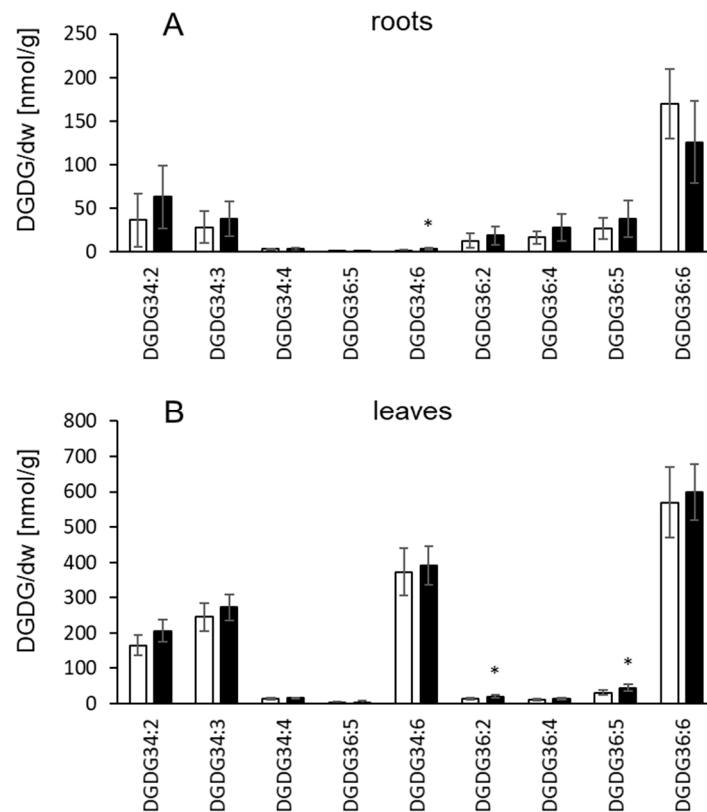 A roots
DGDG/dw [nmol/g]
250
200
150
100
50
0
*
DGDG34:2
DGDG34:3
DGDG34:4
DGDG36:5
DGDG34:6
DGDG36:2
DGDG36:4
DGDG36:5
DGDG36:6
B leaves
DGDG/dw [nmol/g]
800
700
600
500
400
300
200
100
0
*
*
DGDG34:2
DGDG34:3
DGDG34:4
DGDG36:5
DGDG34:6
DGDG36:2
DGDG36:4
DGDG36:5
DGDG36:6